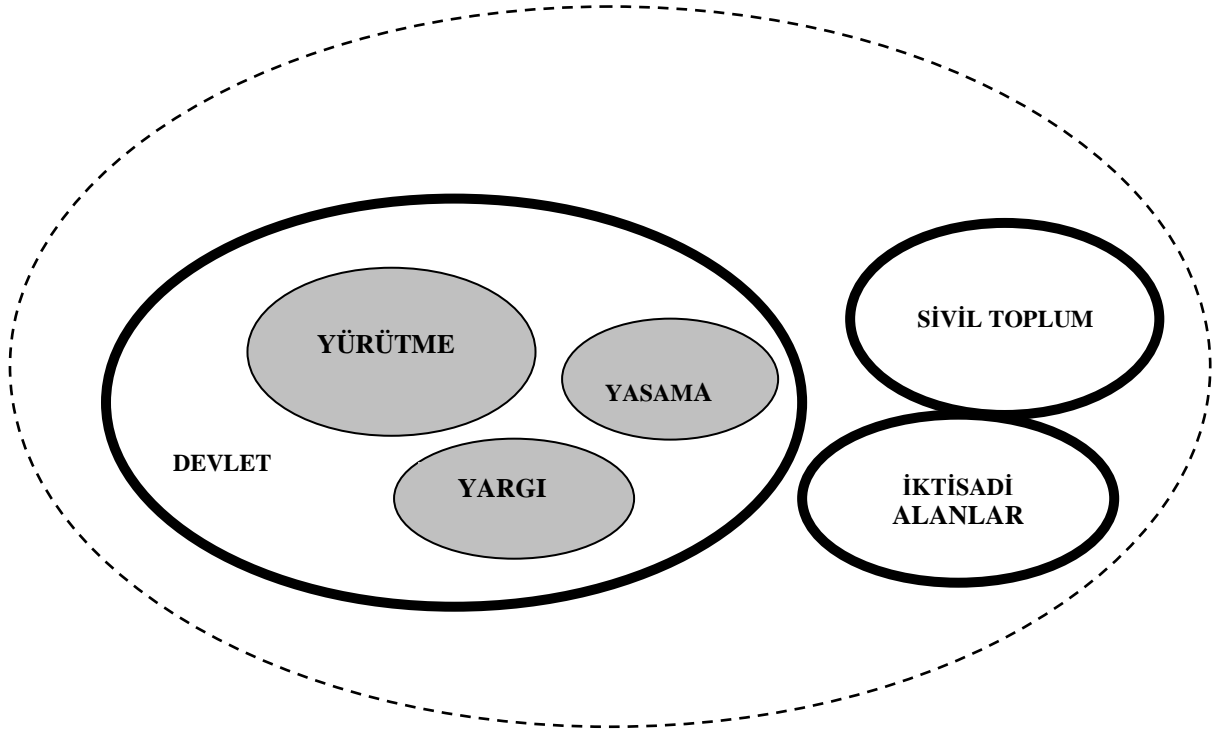 SİVİL TOPLUM
YÜRÜTME
YASAMA
DEVLET
YARGI
İKTİSADİ
ALANLAR